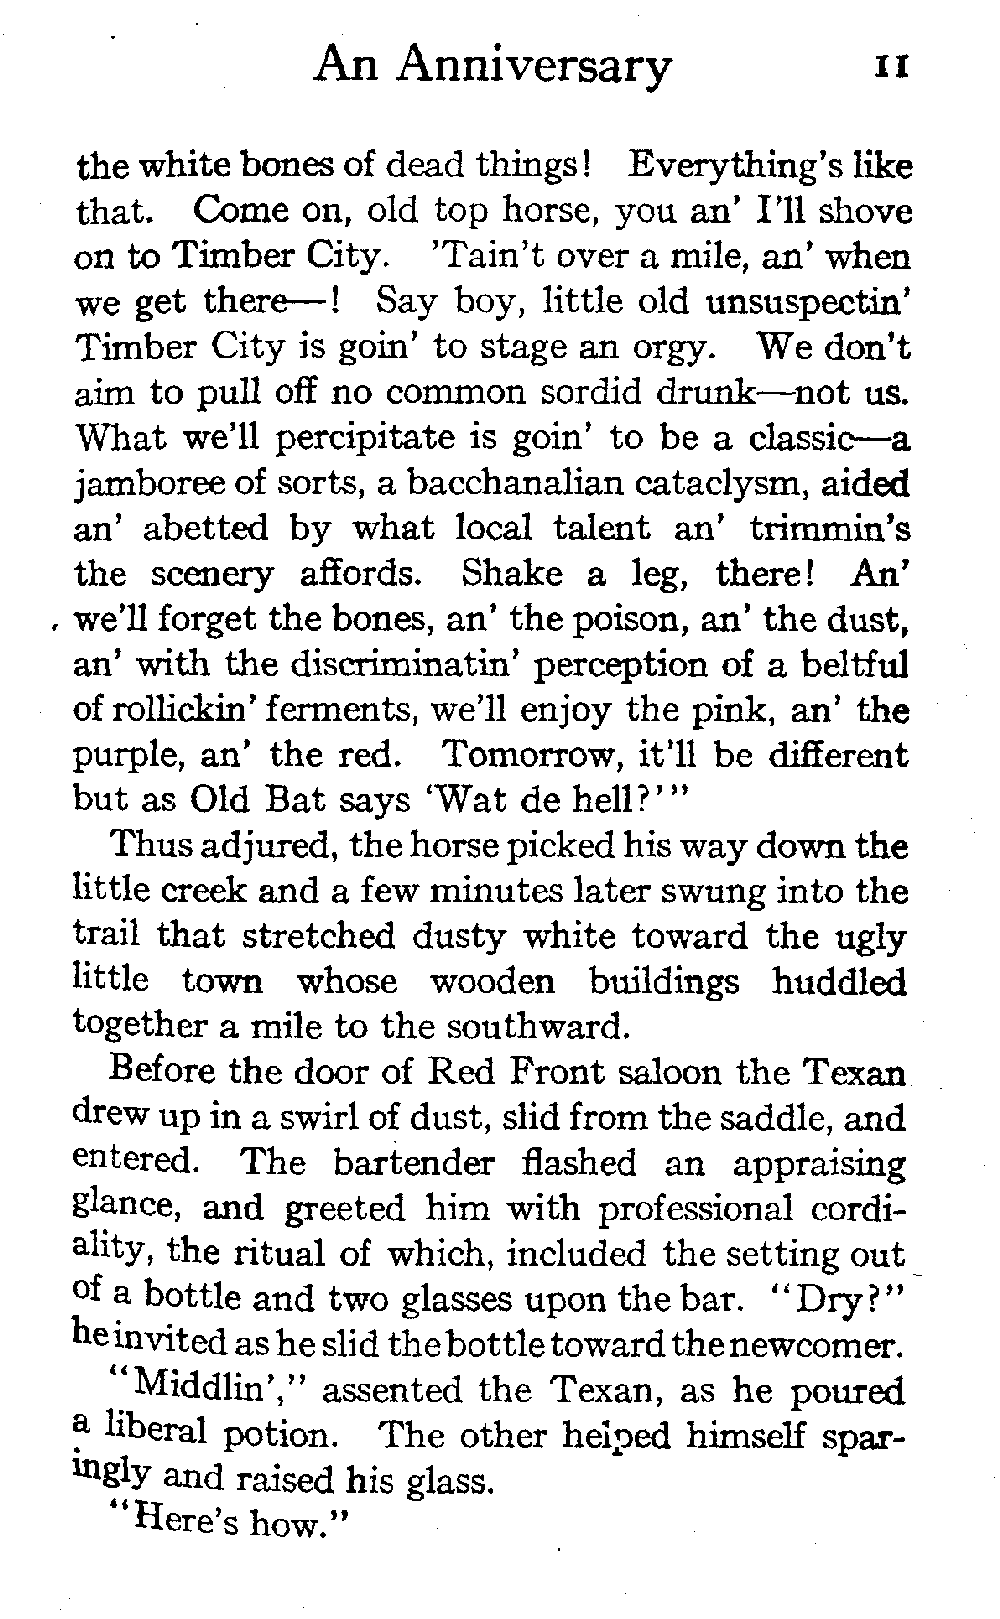 An Anniversary 11
the white bones of dead things! Everything's like
that. Come on, old top horse, you an' I'll shove
on to Timber City. 'Tain't over a mile, an' when
we get there—! Say boy, little old unsuspectin'
Timber City is goin' to stage an orgy. We don't
aim to pull off no common sordid drunk—not us.
What we'll percipitate is goin' to be a classic—a
jamboree of sorts, a bacchanalian cataclysm, aided
an' abetted by what local talent an' trimmin's
the scenery affords. Shake a leg, there! An'
we'll forget the bones, an' the poison, an' the dust,
an' with the discriminatin' perception of a beltful
of rollickin' ferments, we'll enjoy the pink, an' the
purple, an' the red. Tomorrow, it'll be different
but as Old Bat says 'Wat de hell?'"
Thus adjured, the horse picked his way down the
little creek and a few minutes later swung into the
trail that stretched dusty white toward the ugly
little town whose wooden buildings huddled
together a mile to the southward.
Before the door of Red Front saloon the Texan
drew up in a swirl of dust, slid from the saddle, and
entered. The bartender flashed an appraising
glance, and greeted him with professional cordi-
ality, the ritual of which, included the setting out
of a bottle and two glasses upon the bar. "Dry?"
he invited as he slid the bottle toward the newcomer.
"Middlin'," assented the Texan, as he poured
a liberal potion. The other helped himself spar-
ingly and raised his glass.
"Here's how."